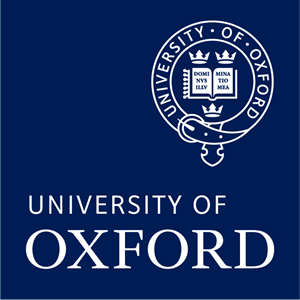 UNIVERSITY · OF · OXFORD
DOMI MINA
NVS TIO
ILLV MEA
UNIVERSITY OF
OXFORD